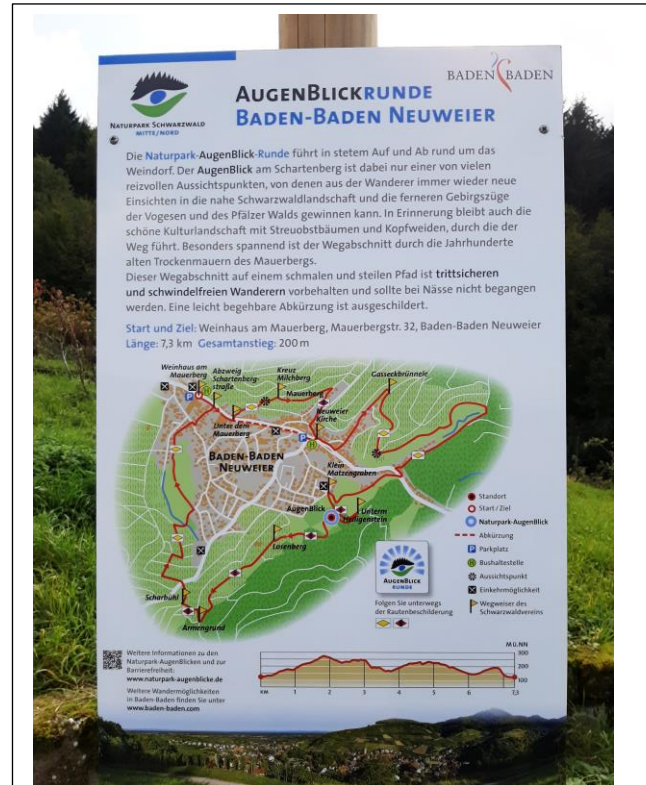 NATURPARK SCHWARZWALD
MITTE/NORD
BADEN BADEN
AUGENBLICKRUNDE
BADEN-BADEN NEUWEIER
Die Naturpark-AugenBlick-Runde führt in stetem Auf und Ab rund um das
Weindorf. Der AugenBlick am Schartenberg ist dabei nur einer von vielen
reizvollen Aussichtspunkten, von denen aus der Wanderer immer wieder neue
Einsichten in die nahe Schwarzwaldlandschaft und die ferneren Gebirgszüge
der Vogesen und des Pfälzer Walds gewinnen kann. In Erinnerung bleibt auch die
schöne Kulturlandschaft mit Streuobstbäumen und Kopfweiden, durch die der
Weg führt. Besonders spannend ist der Wegabschnitt durch die Jahrhunderte
alten Trockenmauern des Mauerbergs.
Dieser Wegabschnitt auf einem schmalen und steilen Pfad ist trittsicheren
und schwindelfreien Wanderern vorbehalten und sollte bei Nässe nicht begangen
werden. Eine leicht begehbare Abkürzung ist ausgeschildert.
Start und Ziel: Weinhaus am Mauerberg, Mauerbergstr. 32, Baden-Baden Neuweier
Länge: 7,3 km Gesamtanstieg: 200 m
Weinhaus am
Mauerberg
Abzweig
Schartenberg-
straße
Kreuz
Milchberg
Mauerberg
Gasseckbrünnele
Neuweier
Kirche
Unter dem
Mauerberg
P
H
P
H
BADEN-BADEN
NEUWEIER
Klein
Matzengraben
AugenBlick
Unterm
Heiligenstein
Losenberg
Scharbühl
Armengrund
Standort
Start/Ziel
Naturpark-AugenBlick
Abkürzung
P Parkplatz
H Bushaltestelle
Aussichtspunkt
Einkehrmöglichkeit
Wegweiser des
Schwarzwaldvereins
AUGENBLICK
RUNDE
Folgen Sie unterwegs
der Rautenbeschilderung
Weitere Informationen zu den
Naturpark-AugenBlicken und zur
Barrierefreiheit:
www.naturpark-augenblicke.de
Weitere Wandermöglichkeiten
in Baden-Baden finden Sie unter
www.baden-baden.com
M Ü. NN
300
200
100
KM 1 2 3 4 5 6 7,3